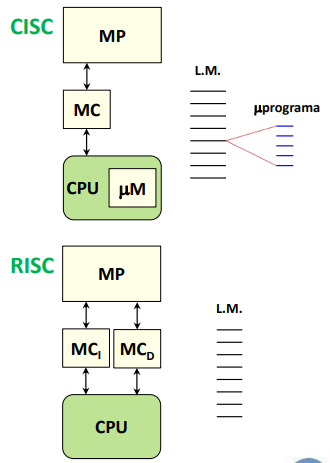 CISC
MP
L.M.
MC
μprograma
CPU
μM
RISC
MP
L.M.
MCI
MCD
CPU